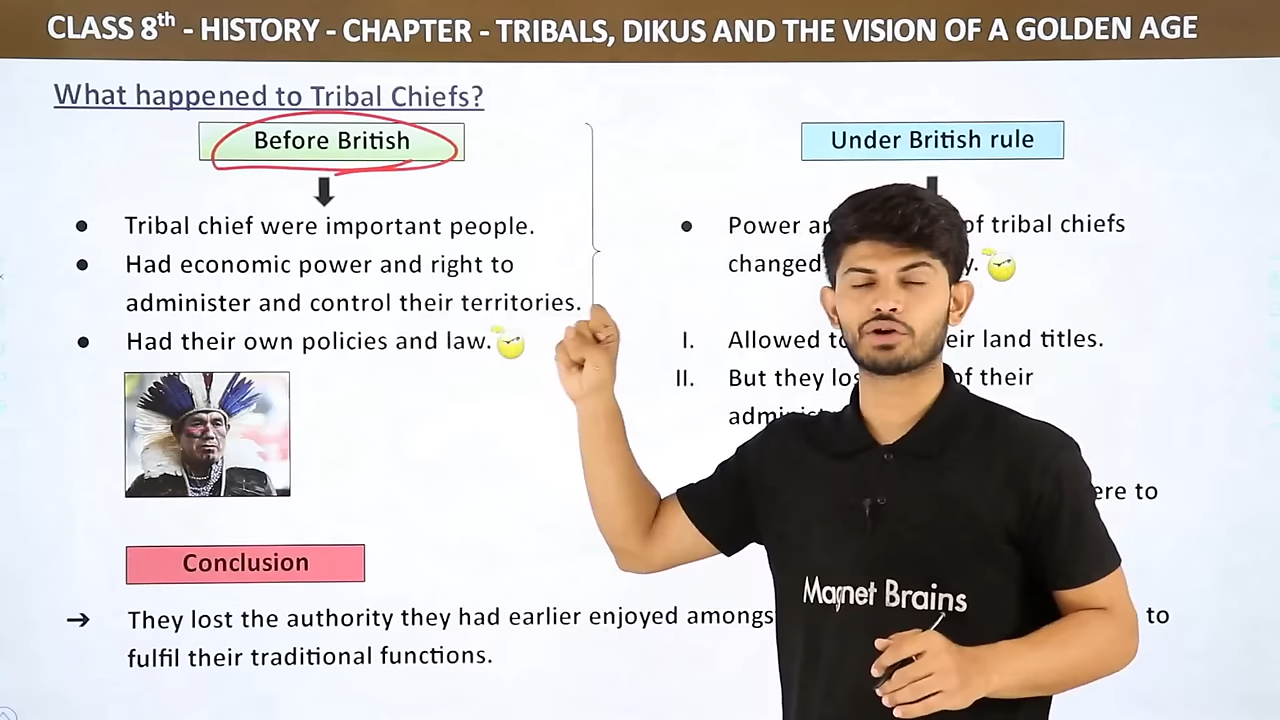 CLASS 8th - HISTORY - CHAPTER - TRIBALS, DIKUS AND THE VISION OF A GOLDEN AGE
What happened to Tribal Chiefs?
Before British
● Tribal chief were important people.
● Had economic power and right to
administer and control their territories.
● Had their own policies and law.
Under British rule
● Power of tribal chiefs
changed
I. Allowed land titles.
II. But they of their
ere to
Conclusion
➔ They lost the authority they had earlier enjoyed amongs to
fulfil their traditional functions.
Magnet Brains